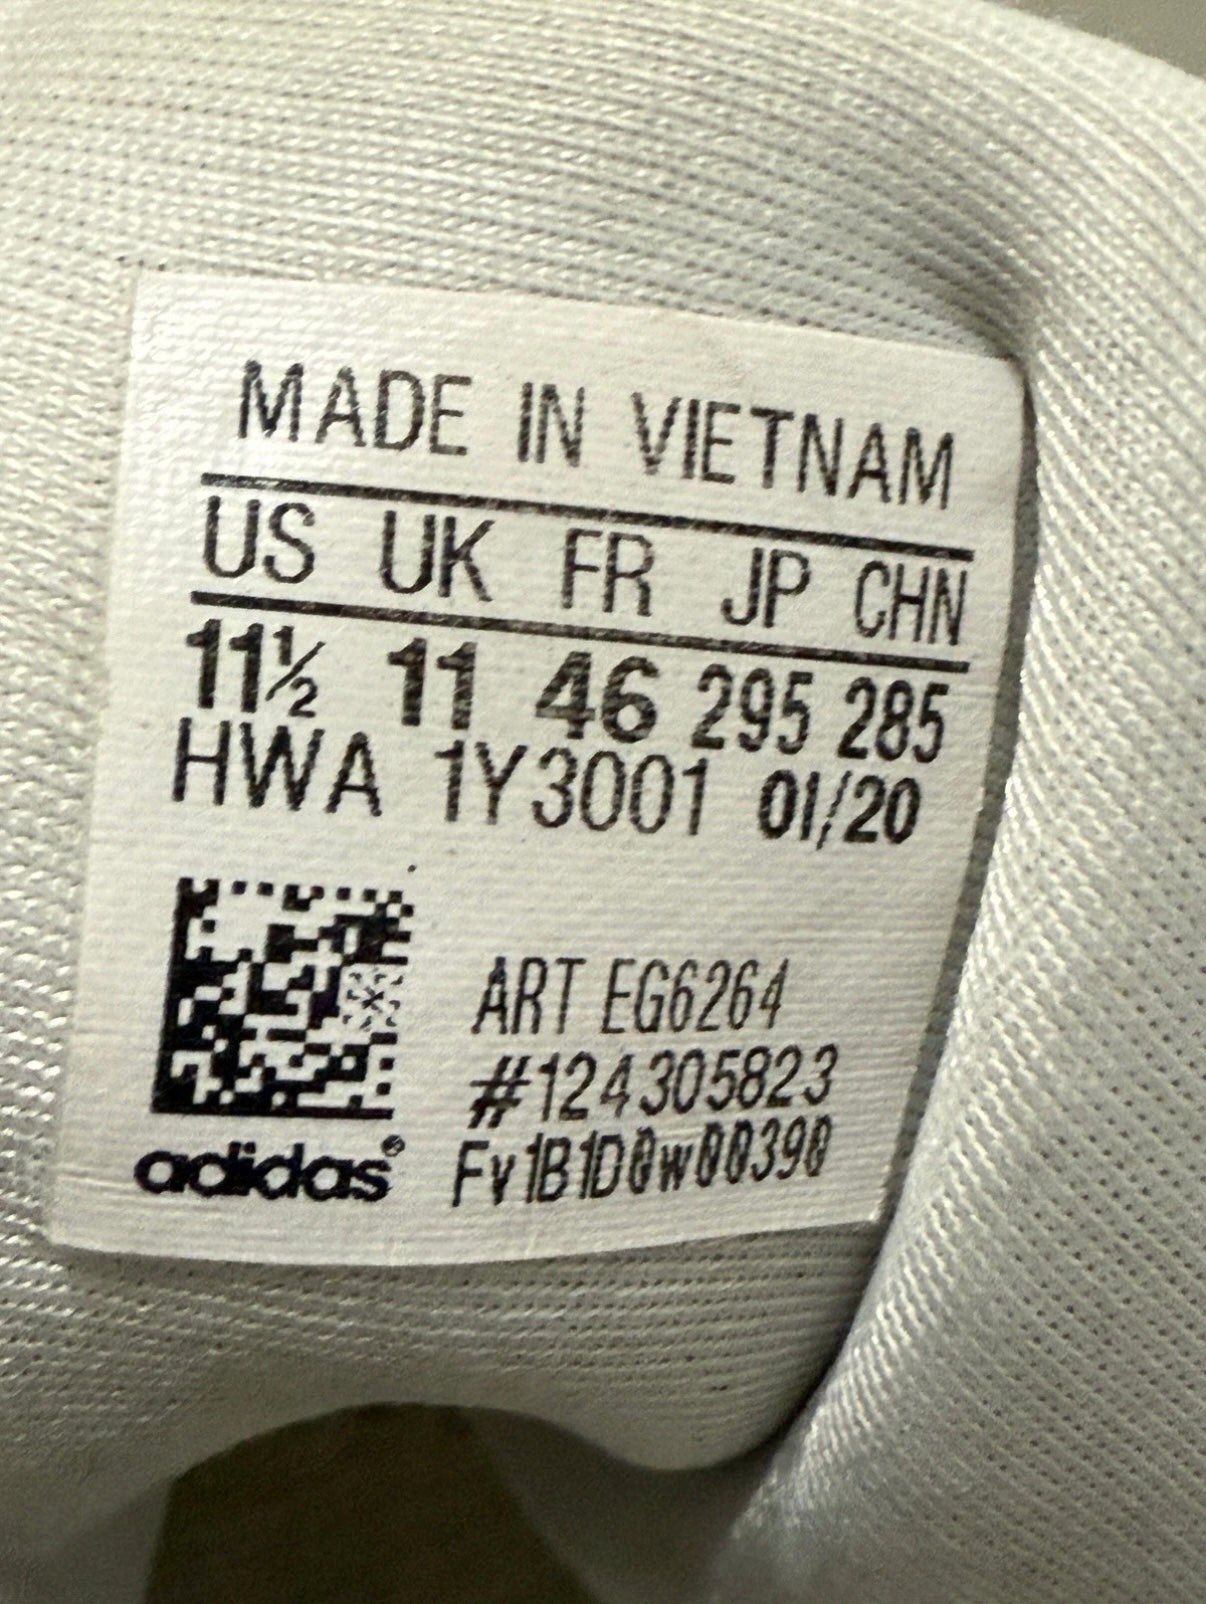 MADE IN VIETNAM
US UK FR JP CHN
11½ 11 46 295 285
HWA 1Y3001 01/20
ART EG6264
#124305823
adidas® Fv1B1D0w00390